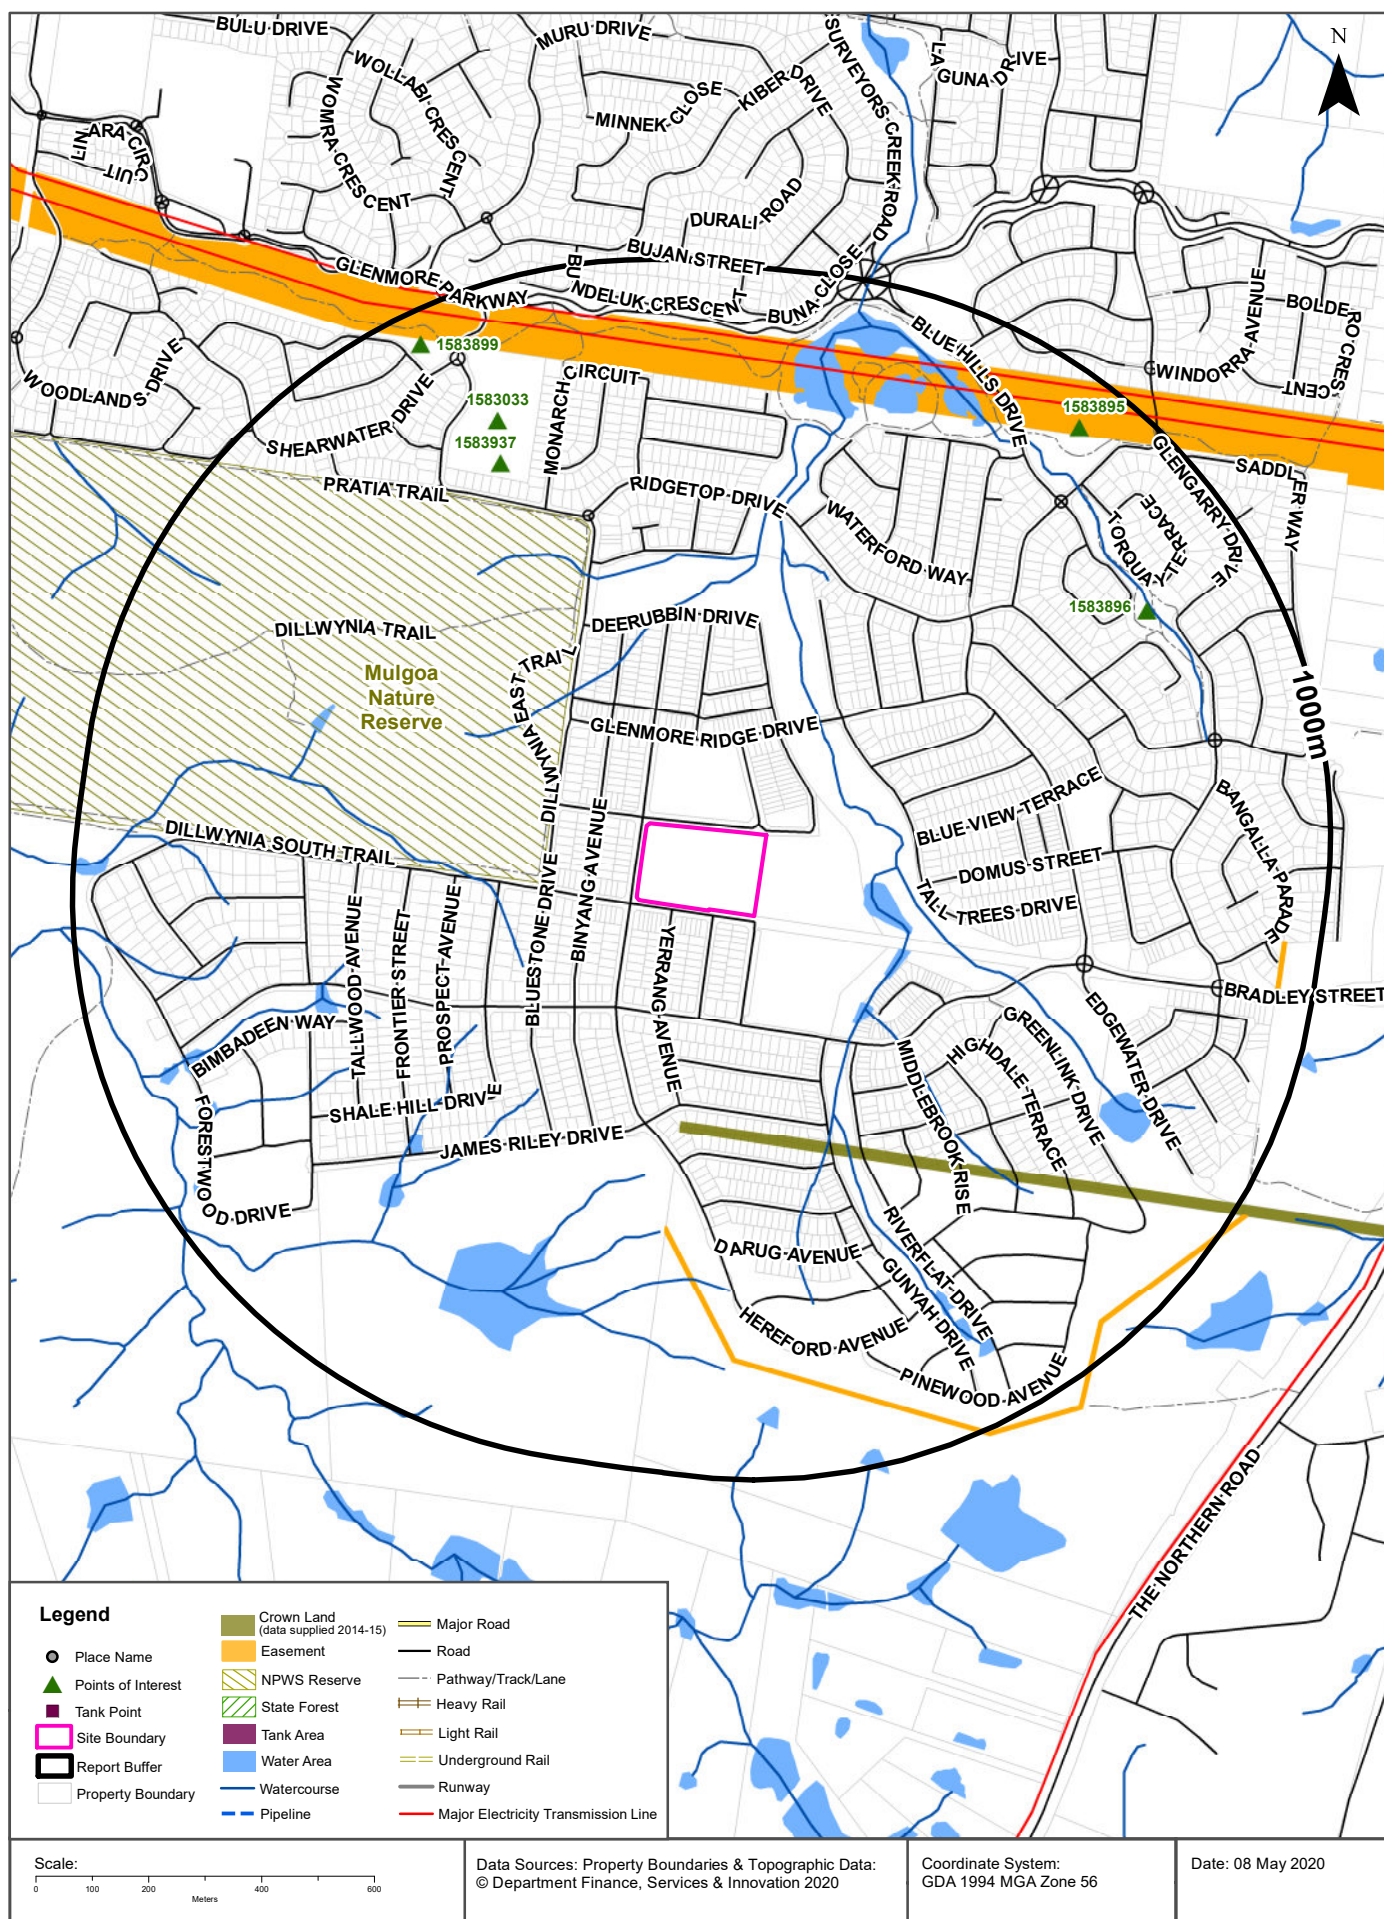 BULU DRIVE
MURU DRIVE
SURVEYORS CREEK ROAD
LAGUNA DRIVE
N
WOLLABI CRESCENT
WOMRA CRESCENT
MINNEK CLOSE
KIBER DRIVE
LINARA CIRCUIT
DURALI ROAD
BUJAN STREET
BUNDELUK CRESCENT
BUNA CLOSE
GLENMORE PARKWAY
BLUE HILLS DRIVE
WINDORRA AVENUE
BOLDERO CRESCENT
WOODLANDS DRIVE
1583899
SHEARWATER DRIVE
1583033
1583937
MONARCH CIRCUIT
1583895
GLENGARRY DRIVE
SADDLER WAY
PRATIA TRAIL
RIDGETOP DRIVE
WATERFORD WAY
TORQUAY TERRACE
1583896
DILLWYNIA TRAIL
DEERUBBIN DRIVE
Mulgoa
Nature
Reserve
DILLWYNIA EAST TRAIL
GLENMORE RIDGE DRIVE
1000m
BLUE VIEW TERRACE
BANGALLA PARADE
DILLWYNIA SOUTH TRAIL
DOMUS STREET
TALL TREES DRIVE
BLUESTONE DRIVE
BINYANG AVENUE
TALLWOOD AVENUE
FRONTIER STREET
PROSPECT AVENUE
YERRANG AVENUE
BRADLEY STREET
BIMBADEEN WAY
EDGEWATER DRIVE
GREENLINK DRIVE
HIGHDALE TERRACE
MIDDLEBROOK RISE
SHALE HILL DRIVE
JAMES RILEY DRIVE
FORESTWOOD DRIVE
DARUG AVENUE
RIVERFLAT DRIVE
GUNYAH DRIVE
HEREFORD AVENUE
PINEWOOD AVENUE
THE NORTHERN ROAD
Legend
Place Name
Points of Interest
Tank Point
Site Boundary
Report Buffer
Property Boundary
Crown Land
(data supplied 2014-15)
Easement
NPWS Reserve
State Forest
Tank Area
Water Area
Watercourse
Pipeline
Major Road
Road
Pathway/Track/Lane
Heavy Rail
Light Rail
Underground Rail
Runway
Major Electricity Transmission Line
Scale:
0 100 200 400 600
Meters
Data Sources: Property Boundaries & Topographic Data:
© Department Finance, Services & Innovation 2020
Coordinate System:
GDA 1994 MGA Zone 56
Date: 08 May 2020